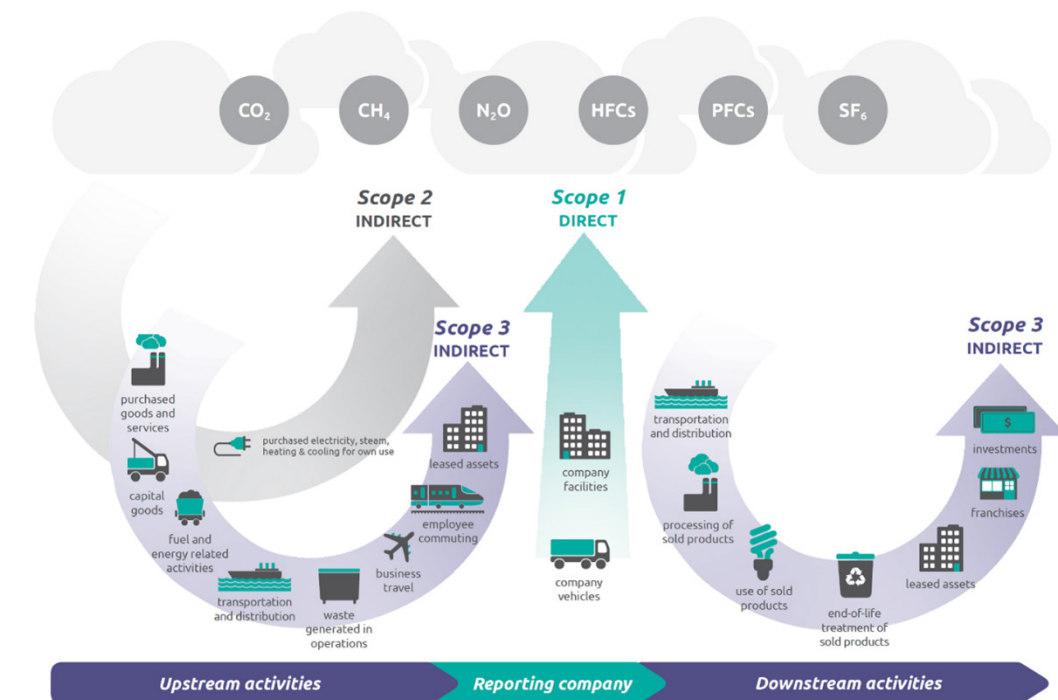 CO₂
CH₄
N₂O
HFCs
PFCs
SF₆
Scope 2
INDIRECT
Scope 1
DIRECT
Scope 3
INDIRECT
Scope 3
INDIRECT
purchased
goods and
services
capital
goods
fuel and
energy related
activities
transportation
and distribution
waste
generated in
operations
business
travel
employee
commuting
leased assets
purchased electricity, steam,
heating & cooling for own use
company
facilities
company
vehicles
transportation
and distribution
processing of
sold products
use of sold
products
end-of-life
treatment of
sold products
leased assets
franchises
$
investments
Upstream activities
Reporting company
Downstream activities